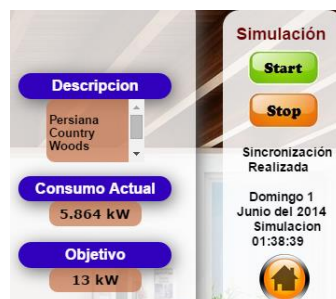 Descripcion
Persiana
Country
Woods
Consumo Actual
5.864 kW
Objetivo
13 kW
Simulación
Start
Stop
Sincronización
Realizada
Domingo 1
Junio del 2014
Simulacion
01:38:39